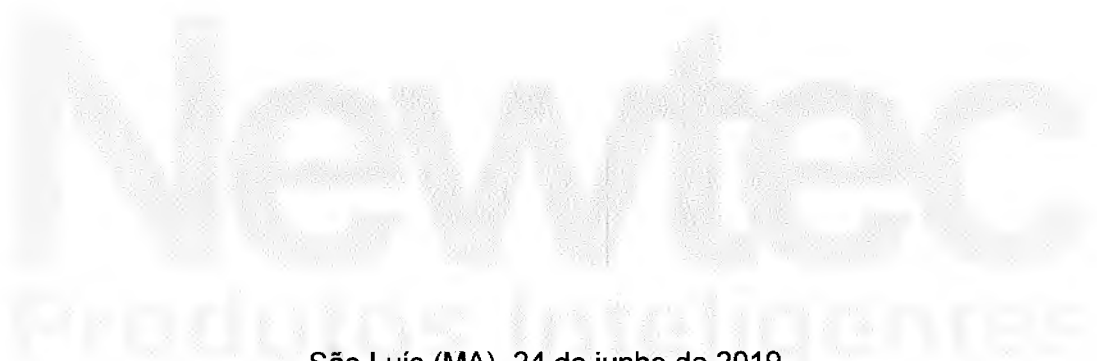 Newtec
Produtos Inteligentes
São Luís (MA), 24 de junho de 2019